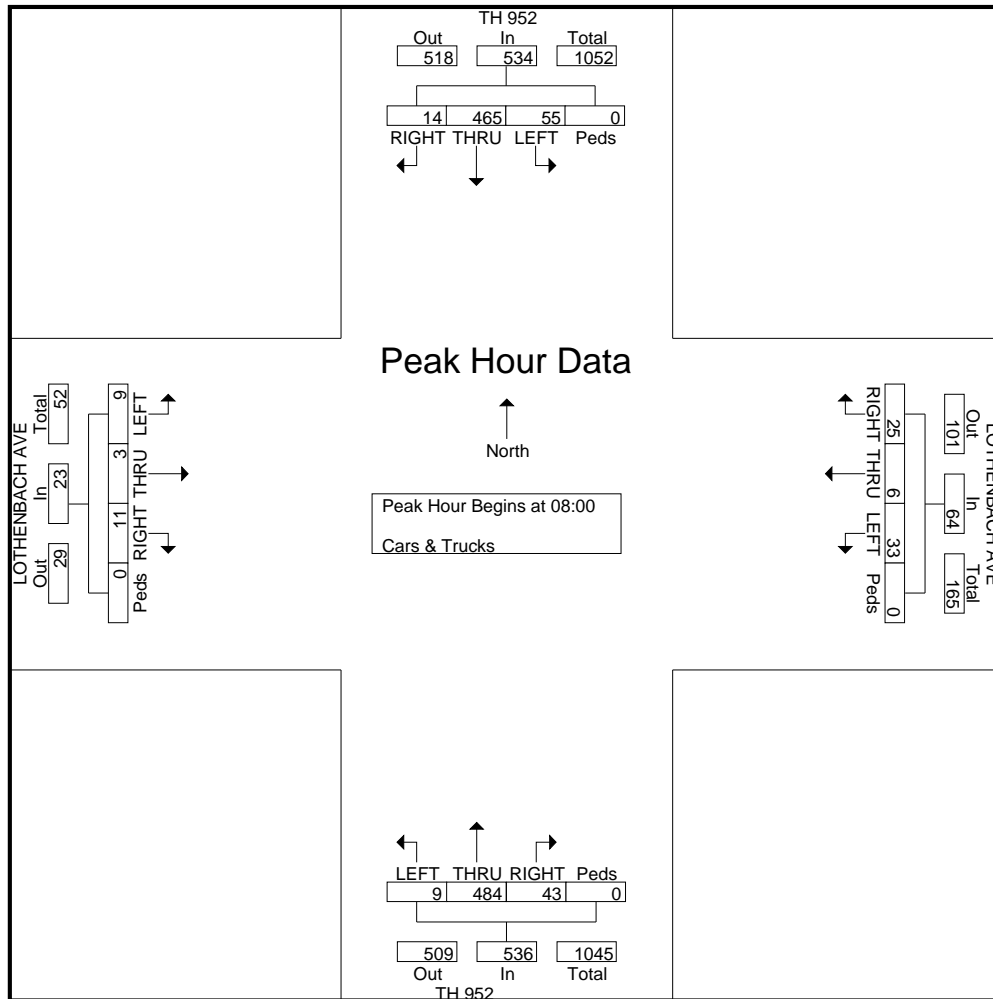 TH 952
Out In Total
518 534 1052
14 465 55 0
RIGHT THRU LEFT Peds
Peak Hour Data
North
Peak Hour Begins at 08:00
Cars & Trucks
LOTHENBACH AVE
Total In Out
52 23 29
9 3 11 0
LEFT THRU RIGHT Peds
RIGHT THRU LEFT Peds
25 6 33 0
101 64 165
Out In Total
LOTHENBACH AVE
LEFT THRU RIGHT Peds
9 484 43 0
509 536 1045
Out In Total
TH 952